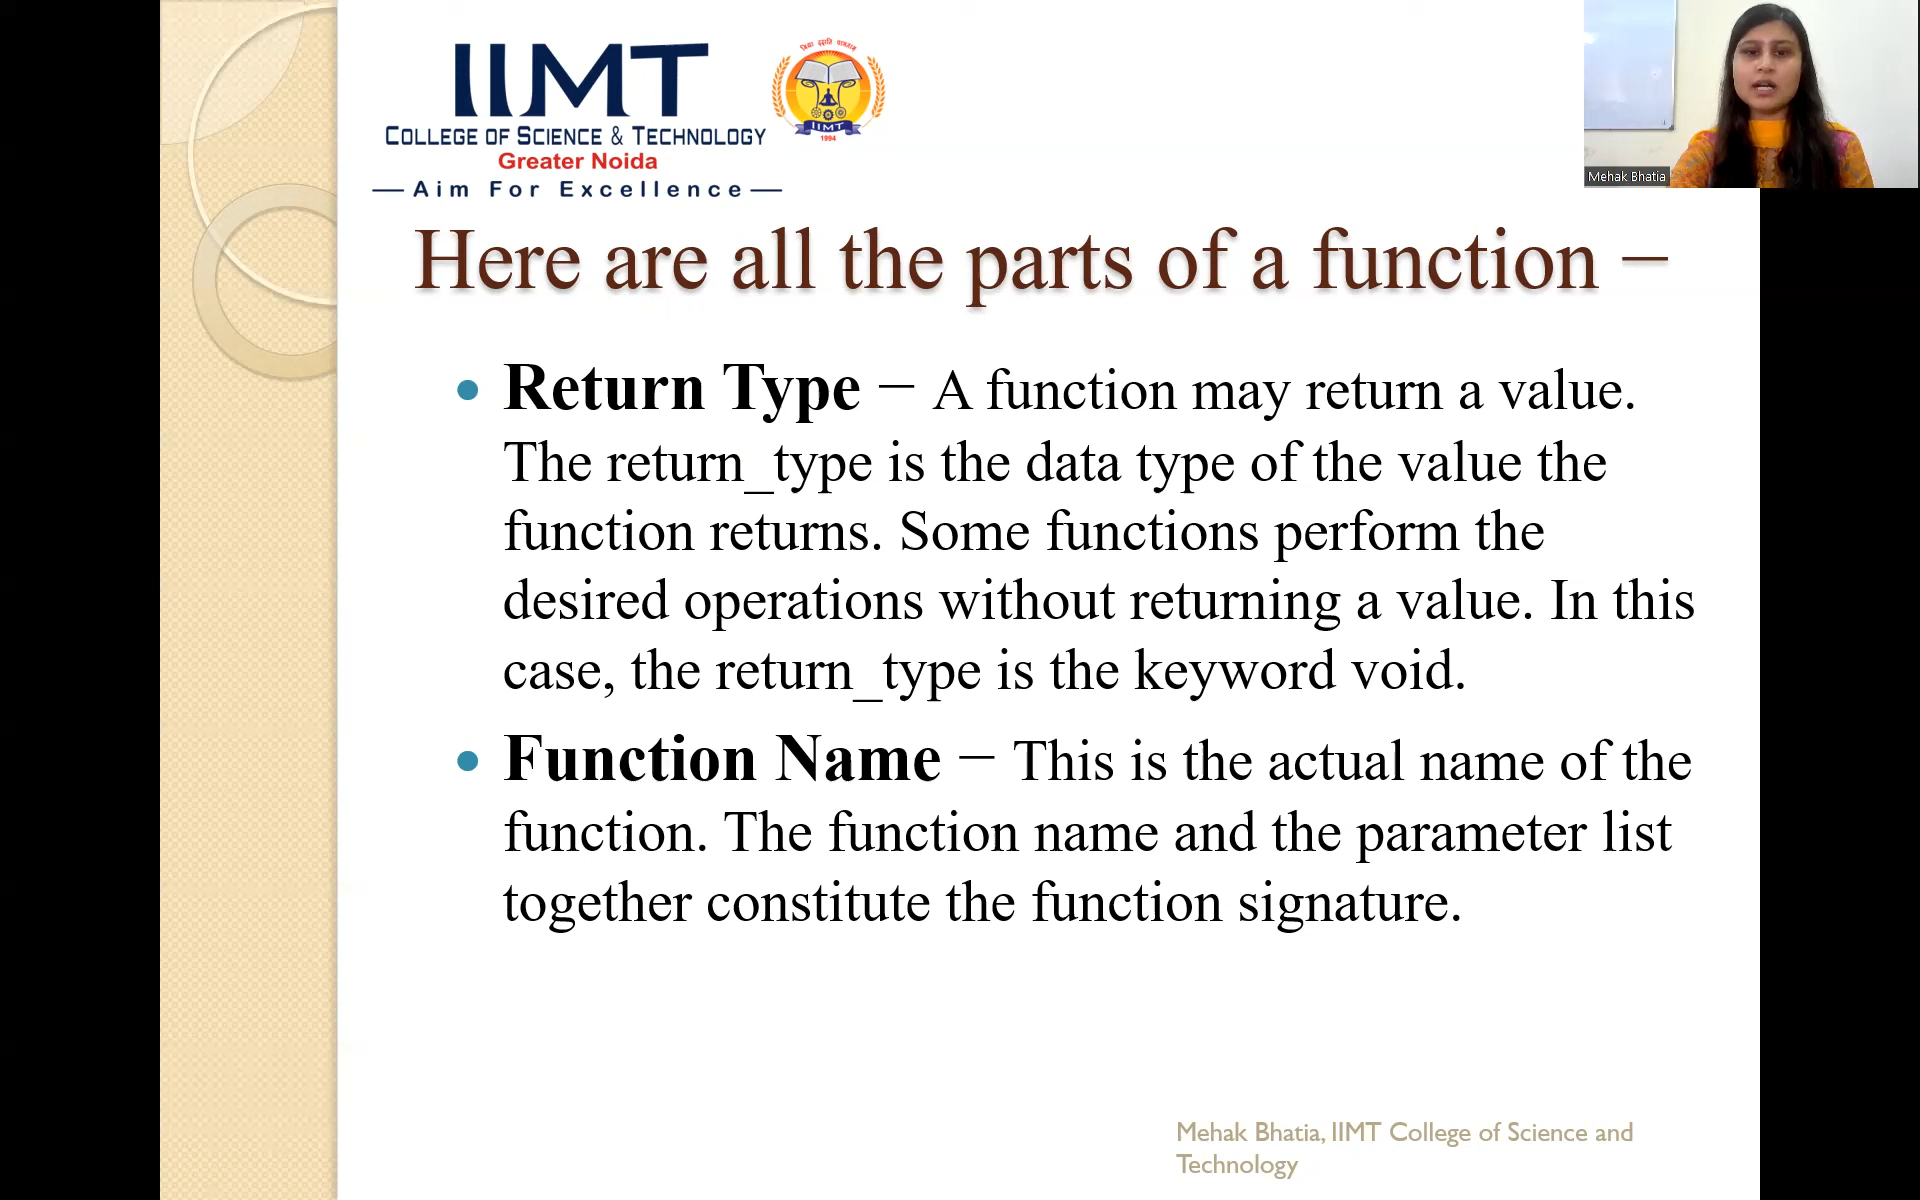 IIMT
COLLEGE OF SCIENCE & TECHNOLOGY
Greater Noida
Aim For Excellence
IIMT
1994
Mehak Bhatia
Here are all the parts of a function −
• Return Type − A function may return a value.
The return_type is the data type of the value the
function returns. Some functions perform the
desired operations without returning a value. In this
case, the return_type is the keyword void.
• Function Name − This is the actual name of the
function. The function name and the parameter list
together constitute the function signature.
Mehak Bhatia, IIMT College of Science and
Technology